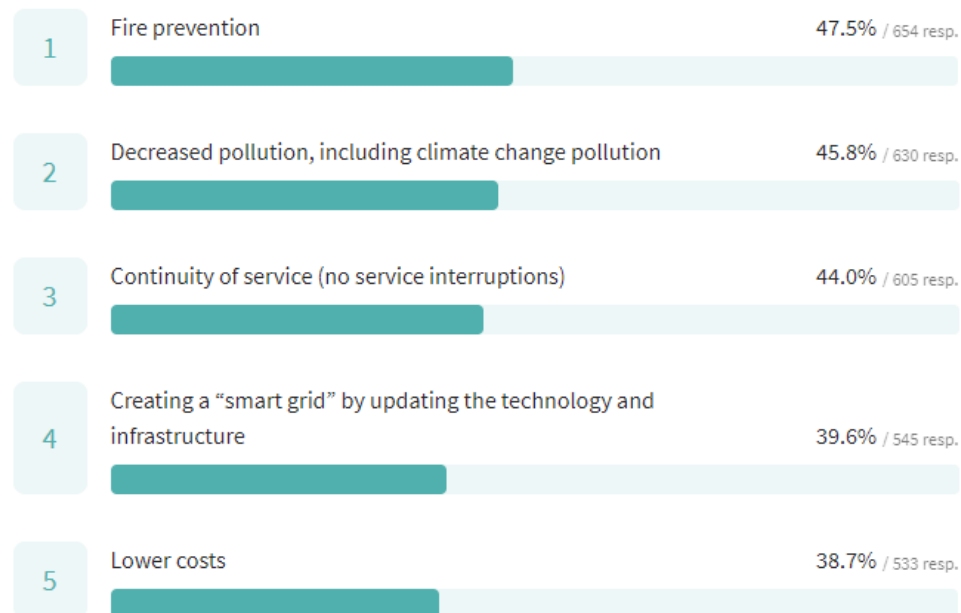 1
Fire prevention
47.5% / 654 resp.
2
Decreased pollution, including climate change pollution
45.8% / 630 resp.
3
Continuity of service (no service interruptions)
44.0% / 605 resp.
4
Creating a “smart grid” by updating the technology and
infrastructure
39.6% / 545 resp.
5
Lower costs
38.7% / 533 resp.